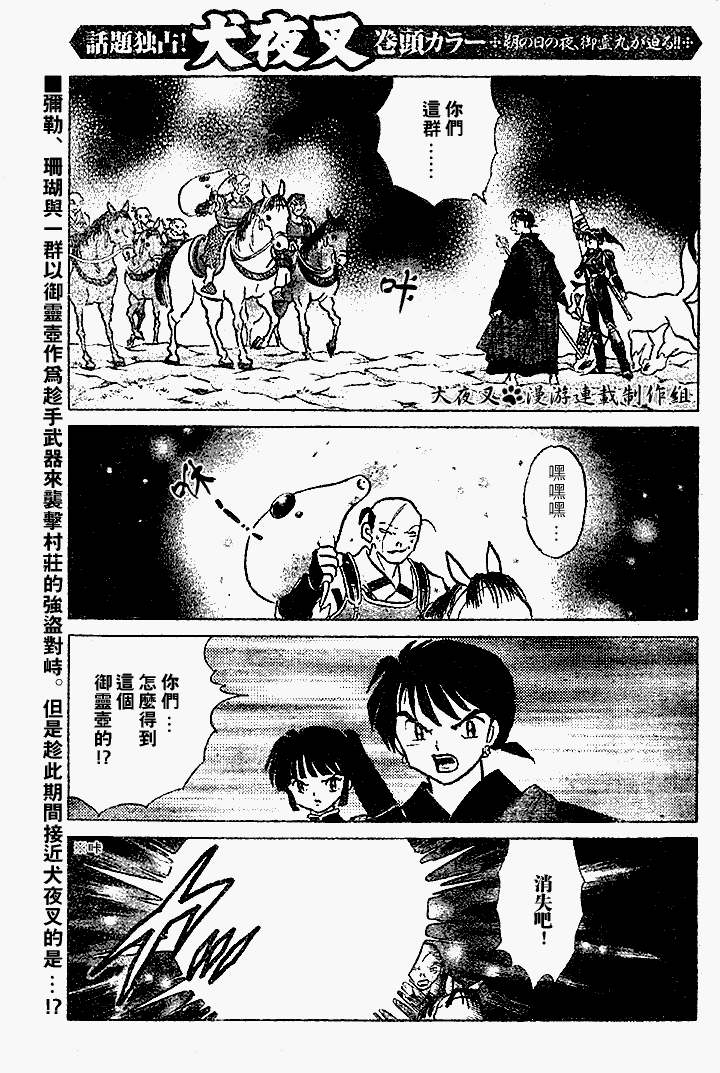 話題独占! 犬夜叉 巻頭カラー 朔の日の夜、御霊丸が迫る!!
■彌勒、珊瑚與一群以御靈壺作爲趁手武器來襲擊村莊的強盜對峙。但是趁此期間接近犬夜叉的是…!?
你們
這群……
咔
犬夜叉 漫游連載制作組
嘿嘿嘿…
咔
你們…
怎麼得到
這個
御靈壺的!?
※咔
消失吧！